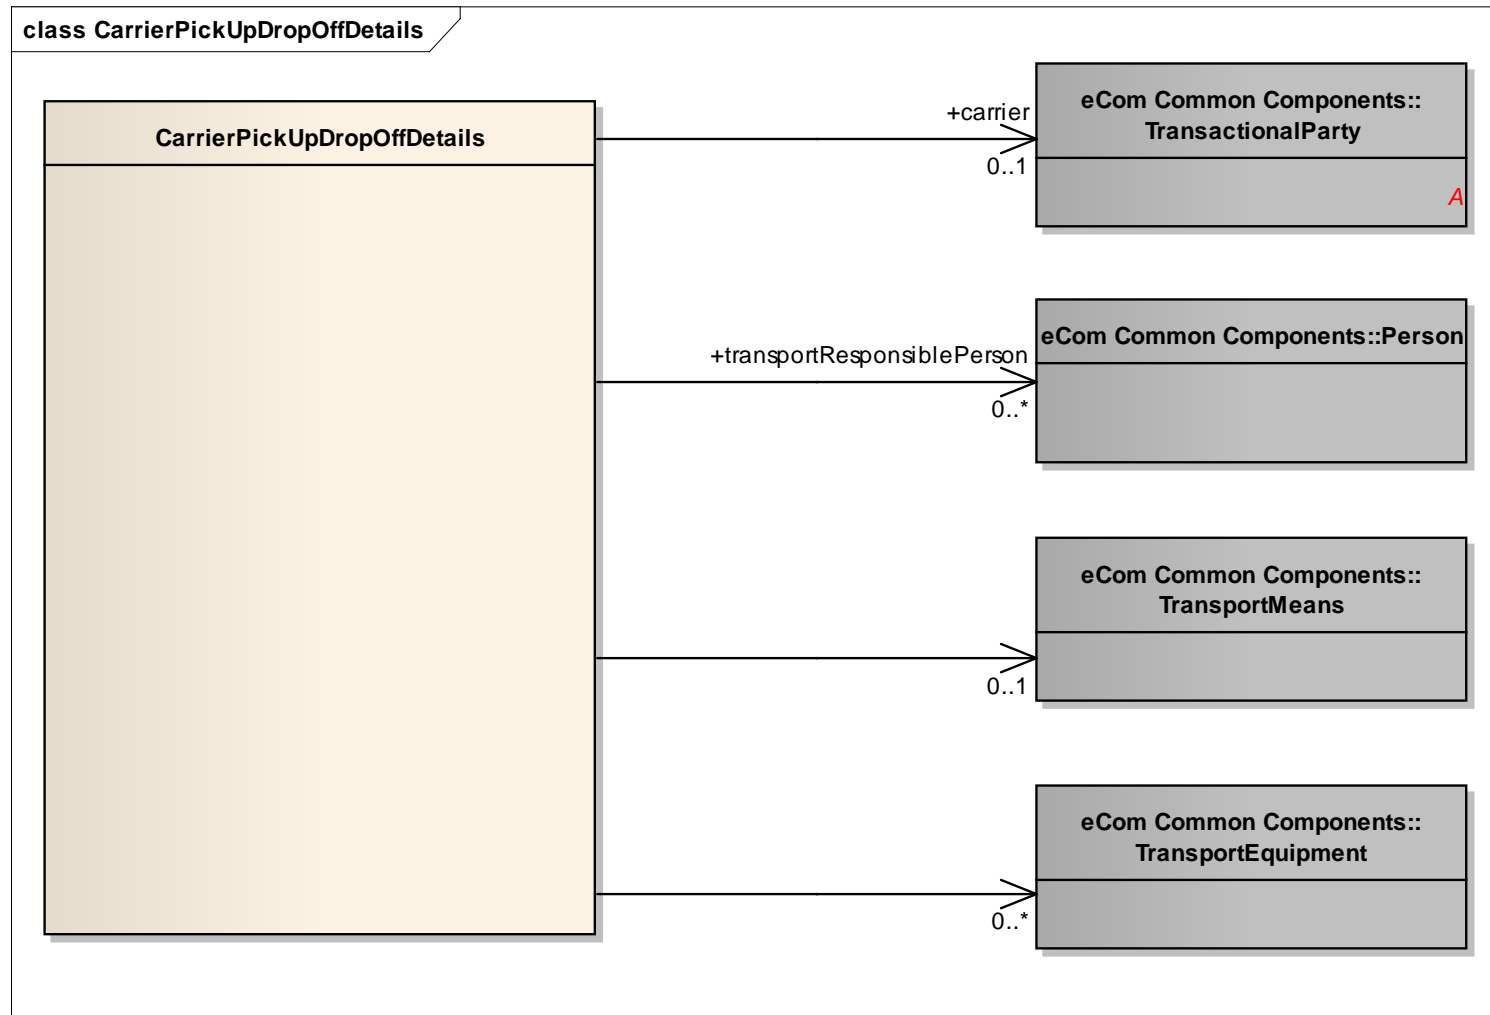 class CarrierPickUpDropOffDetails
CarrierPickUpDropOffDetails
+carrier
0..1
eCom Common Components::
TransactionalParty
A
+transportResponsiblePerson
0..*
eCom Common Components::Person
0..1
eCom Common Components::
TransportMeans
0..*
eCom Common Components::
TransportEquipment